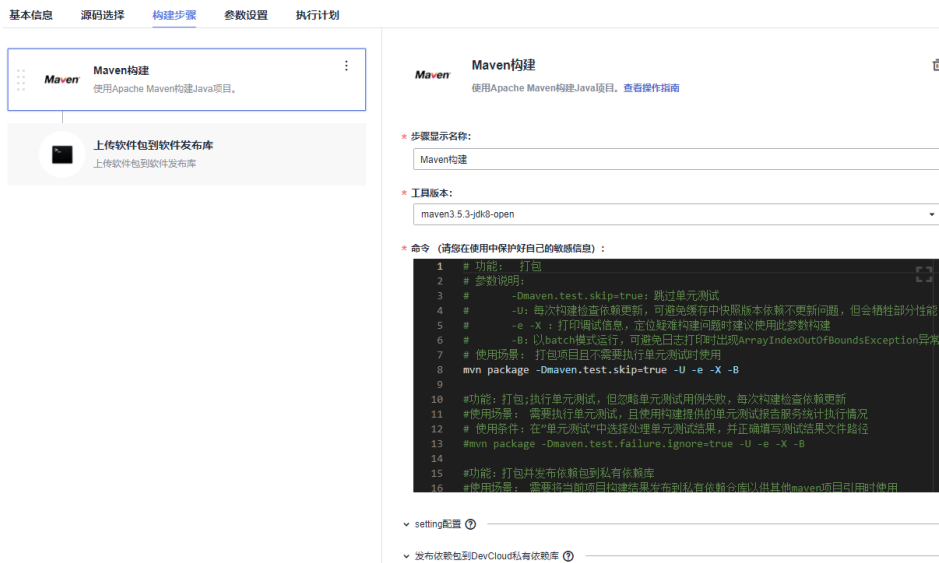 基本信息 源码选择 构建步骤 参数设置 执行计划
Maven
Maven构建
使用Apache Maven构建Java项目。
上传软件包到软件发布库
上传软件包到软件发布库
Maven
Maven构建
使用Apache Maven构建Java项目。查看操作指南
* 步骤显示名称:
Maven构建
* 工具版本:
maven3.5.3-jdk8-open
* 命令 (请您在使用中保护好自己的敏感信息) :
1 # 功能: 打包
2 # 参数说明:
3 # -Dmaven.test.skip=true: 跳过单元测试
4 # -U: 每次构建检查依赖更新, 可避免缓存中快照版本依赖不更新问题, 但会牺牲部分性能
5 # -e -X : 打印调试信息, 定位疑难构建问题时建议使用此参数构建
6 # -B: 以batch模式运行, 可避免日志打印时出现ArrayIndexOutOfBoundsException异常
7 # 使用场景: 打包项目且不需要执行单元测试时使用
8 mvn package -Dmaven.test.skip=true -U -e -X -B
9
10 #功能: 打包;执行单元测试, 但忽略单元测试用例失败, 每次构建检查依赖更新
11 #使用场景: 需要执行单元测试, 且使用构建提供的单元测试报告服务统计执行情况
12 # 使用条件: 在"单元测试"中选择处理单元测试结果, 并正确填写测试结果文件路径
13 #mvn package -Dmaven.test.failure.ignore=true -U -e -X -B
14
15 #功能: 打包并发布依赖包到私有依赖库
16 #使用场景: 需要将当前项目构建结果发布到私有依赖仓库以供其他maven项目引用时使用
setting配置
发布依赖包到DevCloud私有依赖库